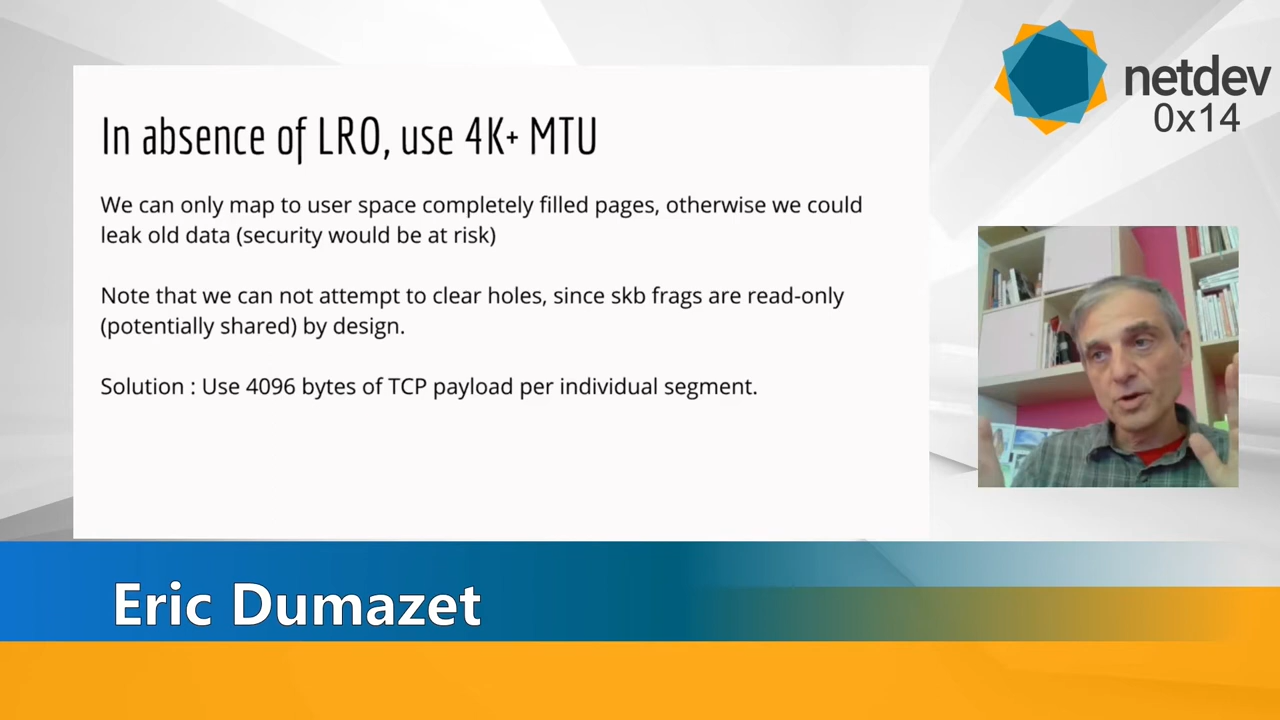 In absence of LRO, use 4K+ MTU
We can only map to user space completely filled pages, otherwise we could
leak old data (security would be at risk)
Note that we can not attempt to clear holes, since skb frags are read-only
(potentially shared) by design.
Solution : Use 4096 bytes of TCP payload per individual segment.
netdev
0x14
Eric Dumazet